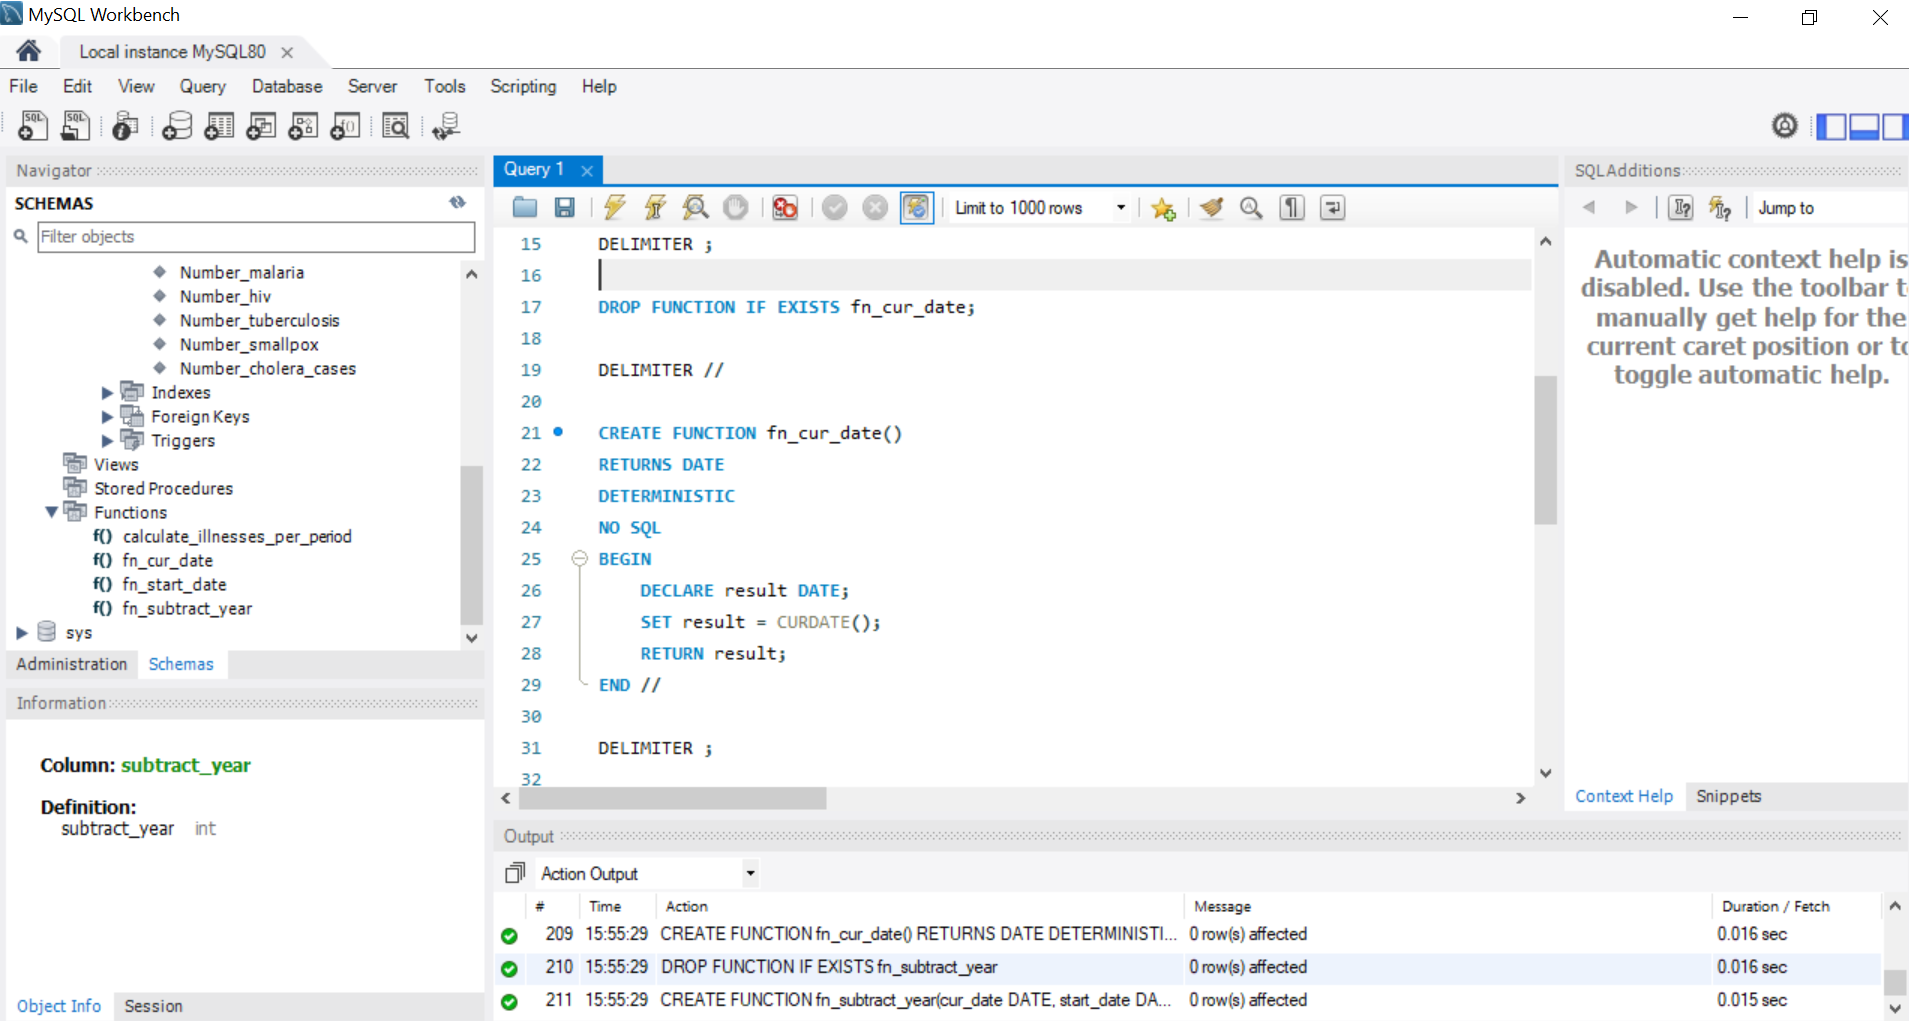 MySQL Workbench
Local instance MySQL80
File Edit View Query Database Server Tools Scripting Help
Navigator
SCHEMAS
Filter objects
Number_malaria
Number_hiv
Number_tuberculosis
Number_smallpox
Number_cholera_cases
Indexes
Foreign Keys
Triggers
Views
Stored Procedures
Functions
f() calculate_illnesses_per_period
f() fn_cur_date
f() fn_start_date
f() fn_subtract_year
sys
Administration Schemas
Information
Column: subtract_year
Definition:
subtract_year int
Object Info Session
Query 1
Limit to 1000 rows
15 DELIMITER ;
16
17 DROP FUNCTION IF EXISTS fn_cur_date;
18
19 DELIMITER //
20
21 CREATE FUNCTION fn_cur_date()
22 RETURNS DATE
23 DETERMINISTIC
24 NO SQL
25 BEGIN
26 DECLARE result DATE;
27 SET result = CURDATE();
28 RETURN result;
29 END //
30
31 DELIMITER ;
32
SQLAdditions
Jump to
Automatic context help is
disabled. Use the toolbar t
manually get help for the
current caret position or to
toggle automatic help.
Context Help Snippets
Output
Action Output
# Time Action Message Duration / Fetch
209 15:55:29 CREATE FUNCTION fn_cur_date() RETURNS DATE DETERMINISTI... 0 row(s) affected 0.016 sec
210 15:55:29 DROP FUNCTION IF EXISTS fn_subtract_year 0 row(s) affected 0.016 sec
211 15:55:29 CREATE FUNCTION fn_subtract_year(cur_date DATE, start_date DA... 0 row(s) affected 0.015 sec